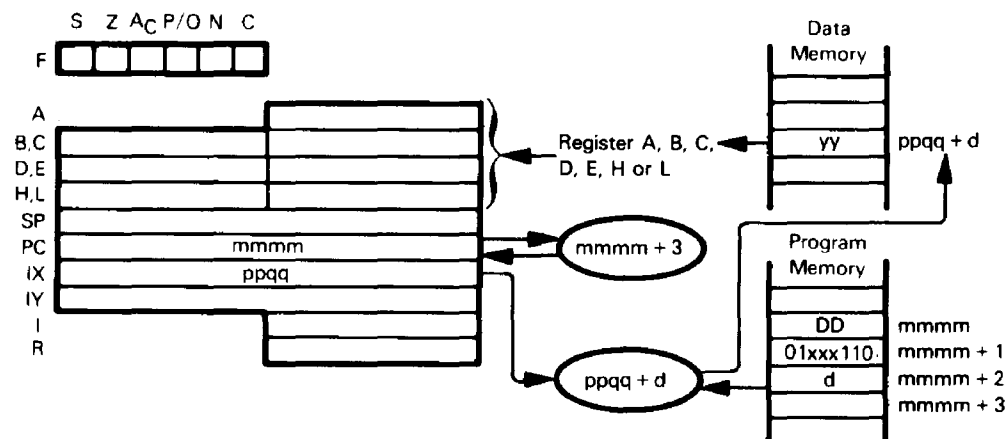 S Z AC P/O N C
F
A
B,C
D,E
H,L
SP
PC mmmm
IX ppqq
IY
I
R
Register A, B, C,
D, E, H or L
mmmm + 3
ppqq + d
Data
Memory
yy ppqq + d
Program
Memory
DD mmmm
01xxx110 mmmm + 1
d mmmm + 2
mmmm + 3